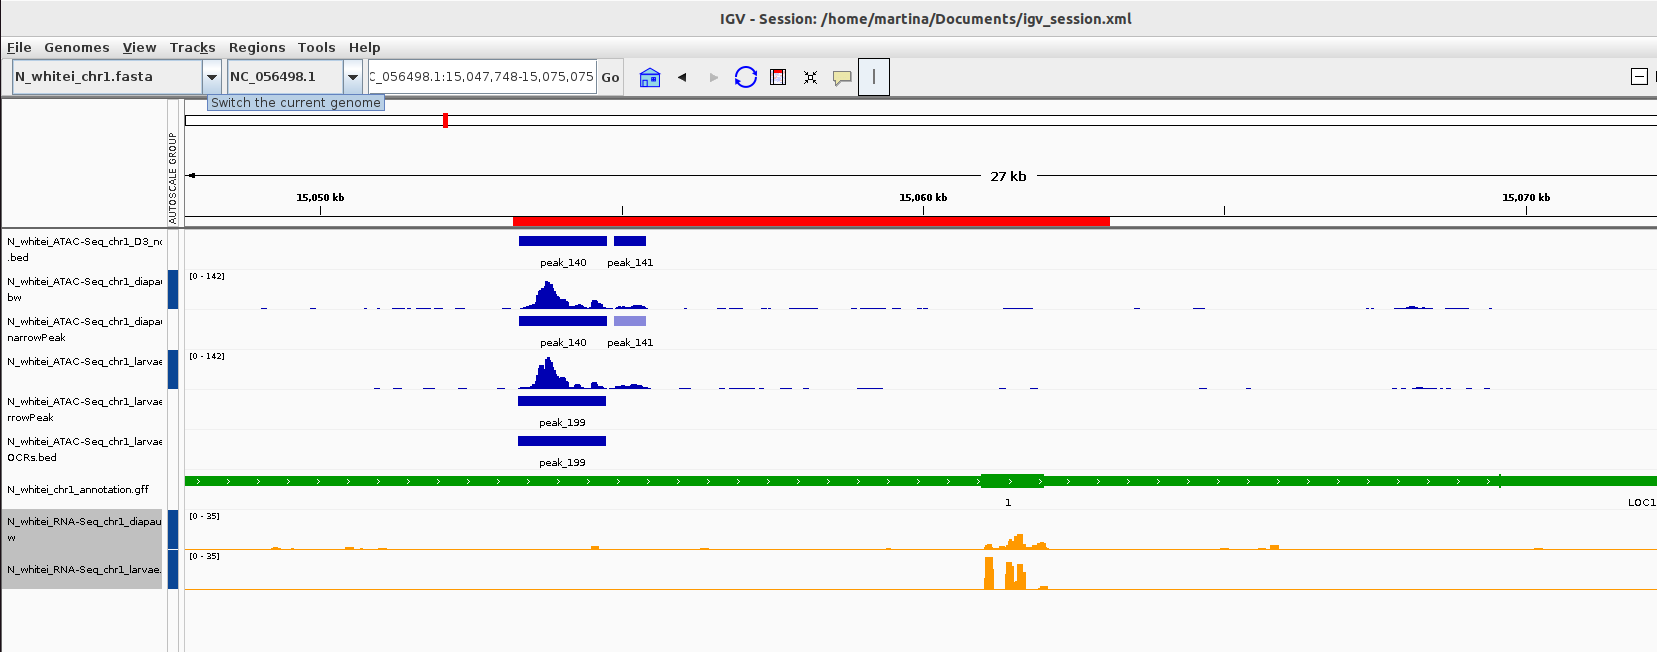 IGV - Session: /home/martina/Documents/igv_session.xml
File Genomes View Tracks Regions Tools Help
N_whitei_chr1.fasta NC_056498.1 C_056498.1:15,047,748-15,075,075 Go
Switch the current genome
AUTOSCALE GROUP
27 kb
15,050 kb 15,060 kb 15,070 kb
N_whitei_ATAC-Seq_chr1_D3_no
.bed
peak_140 peak_141
N_whitei_ATAC-Seq_chr1_diapau
bw
[0 - 142]
N_whitei_ATAC-Seq_chr1_diapau
narrowPeak
peak_140 peak_141
N_whitei_ATAC-Seq_chr1_larvae
[0 - 142]
N_whitei_ATAC-Seq_chr1_larvae
rrowPeak
peak_199
N_whitei_ATAC-Seq_chr1_larvae
OCRs.bed
peak_199
N_whitei_chr1_annotation.gff
1 LOC1
N_whitei_RNA-Seq_chr1_diapau
w
[0 - 35]
N_whitei_RNA-Seq_chr1_larvae.
[0 - 35]